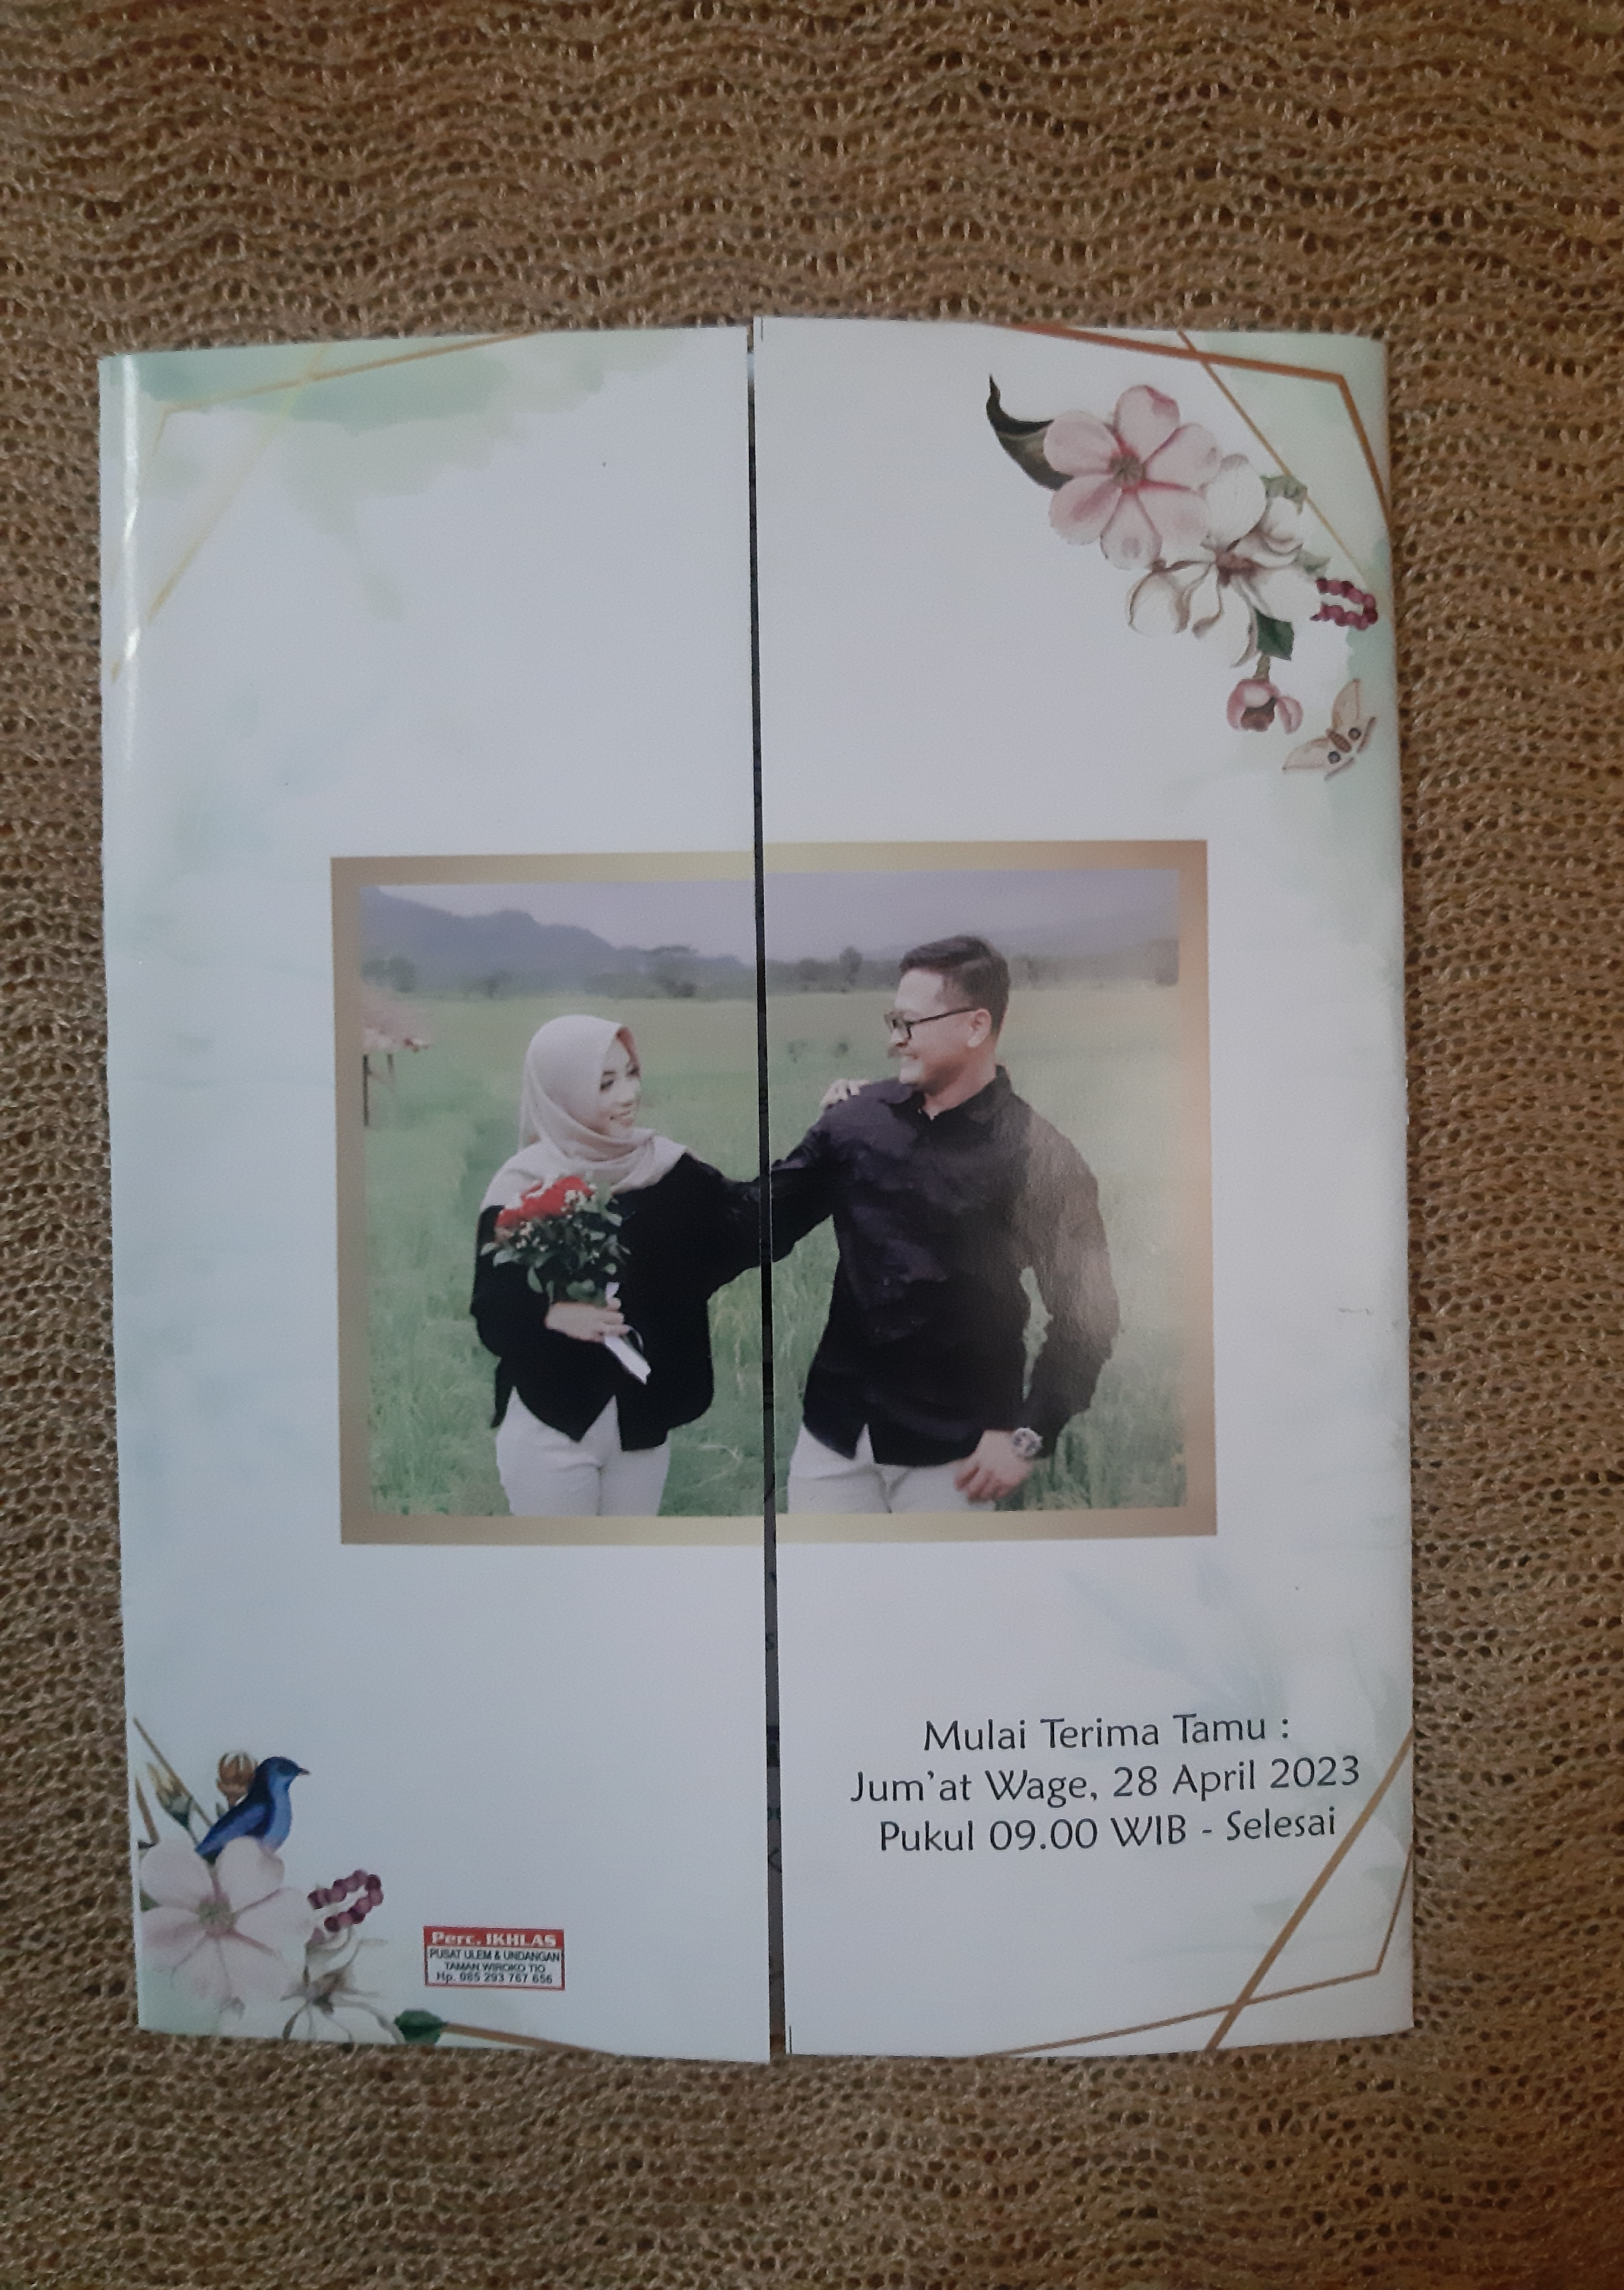 Mulai Terima Tamu :
Jum'at Wage, 28 April 2023
Pukul 09.00 WIB - Selesai
Perc. IKHLAS
PUSAT ULEM & UNDANGAN
TAMAN WIROKO TIO
Hp. 085 293 767 656